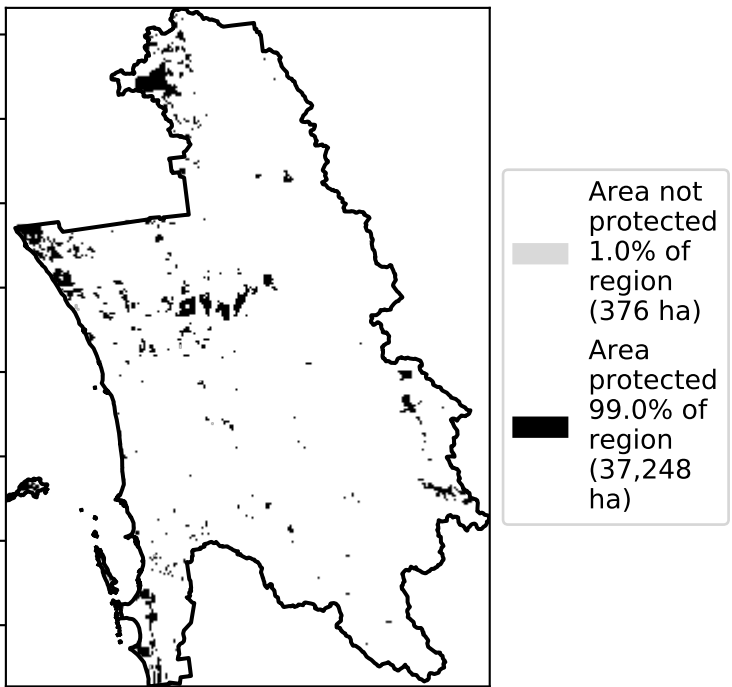 Area not
protected
1.0% of
region
(376 ha)
Area
protected
99.0% of
region
(37,248
ha)